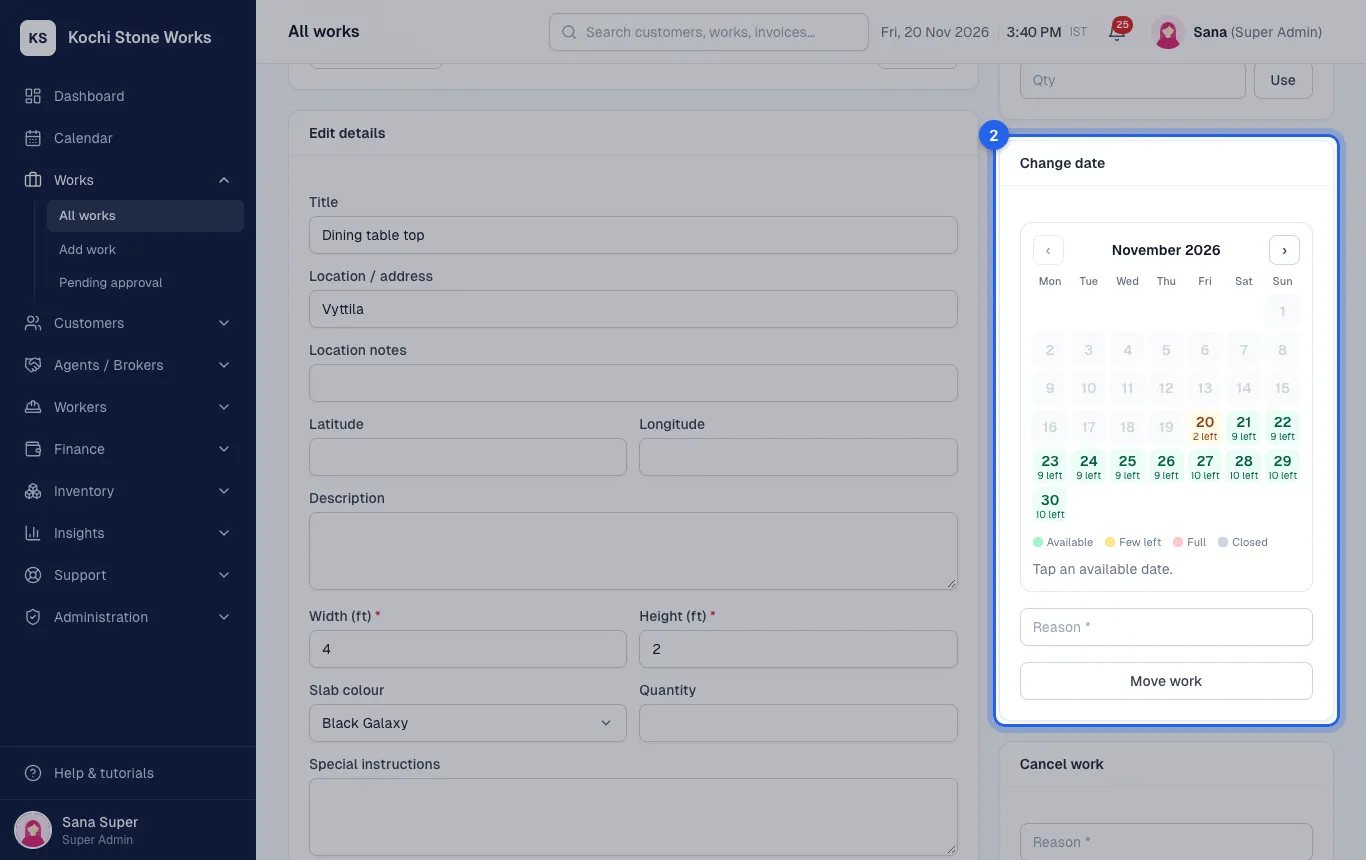 KS
Kochi Stone Works
Dashboard
Calendar
Works
All works
Add work
Pending approval
Customers
Agents / Brokers
Workers
Finance
Inventory
Insights
Support
Administration
Help & tutorials
Sana Super
Super Admin
All works
Search customers, works, invoices...
Fri, 20 Nov 2026
3:40 PM IST
25
Sana (Super Admin)
Edit details
Title
Dining table top
Location / address
Vyttila
Location notes
Latitude Longitude
Description
Width (ft) * Height (ft) *
4 2
Slab colour Quantity
Black Galaxy
Special instructions
Qty Use
2
Change date
‹ November 2026 ›
Mon Tue Wed Thu Fri Sat Sun
1
2 3 4 5 6 7 8
9 10 11 12 13 14 15
16 17 18 19 20 21 22
2 left 9 left 9 left
23 24 25 26 27 28 29
9 left 9 left 9 left 9 left 10 left 10 left 10 left
30
10 left
Available Few left Full Closed
Tap an available date.
Reason *
Move work
Cancel work
Reason *